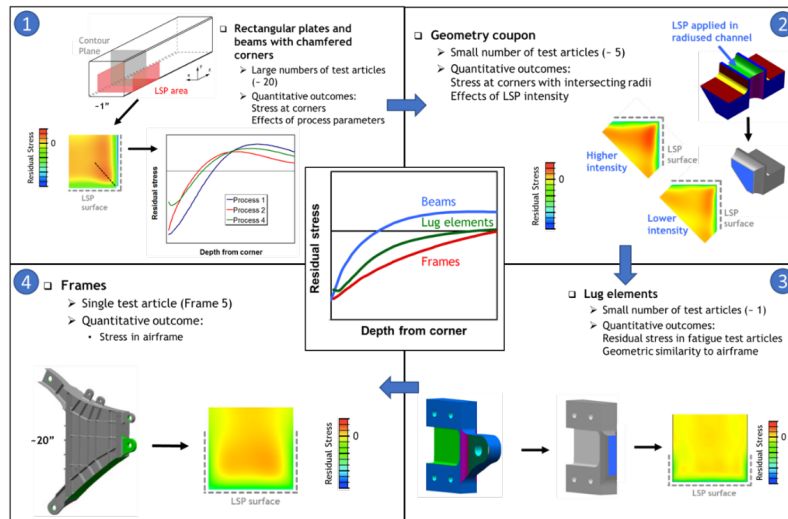 1
Contour
Plane
LSP area
~1”
Residual Stress
0
LSP surface
❑ Rectangular plates and
beams with chamfered
corners
➢ Large numbers of test articles
(~ 20)
➢ Quantitative outcomes:
Stress at corners
Effects of process parameters
Residual stress
Process 1
Process 2
Process 4
Depth from corner
2
❑ Geometry coupon
➢ Small number of test articles (~ 5)
➢ Quantitative outcomes:
Stress at corners with intersecting radii
Effects of LSP intensity
LSP applied in
radiused channel
Residual Stress
0
Higher
intensity
LSP
surface
Lower
intensity
LSP
surface
Residual stress
Beams
Lug elements
Frames
Depth from corner
3
❑ Lug elements
➢ Small number of test articles (~ 1)
➢ Quantitative outcomes:
Residual stress in fatigue test articles
Geometric similarity to airframe
LSP surface
Residual Stress
0
4
❑ Frames
➢ Single test article (Frame 5)
➢ Quantitative outcome:
• Stress in airframe
~20”
LSP surface
Residual Stress
0